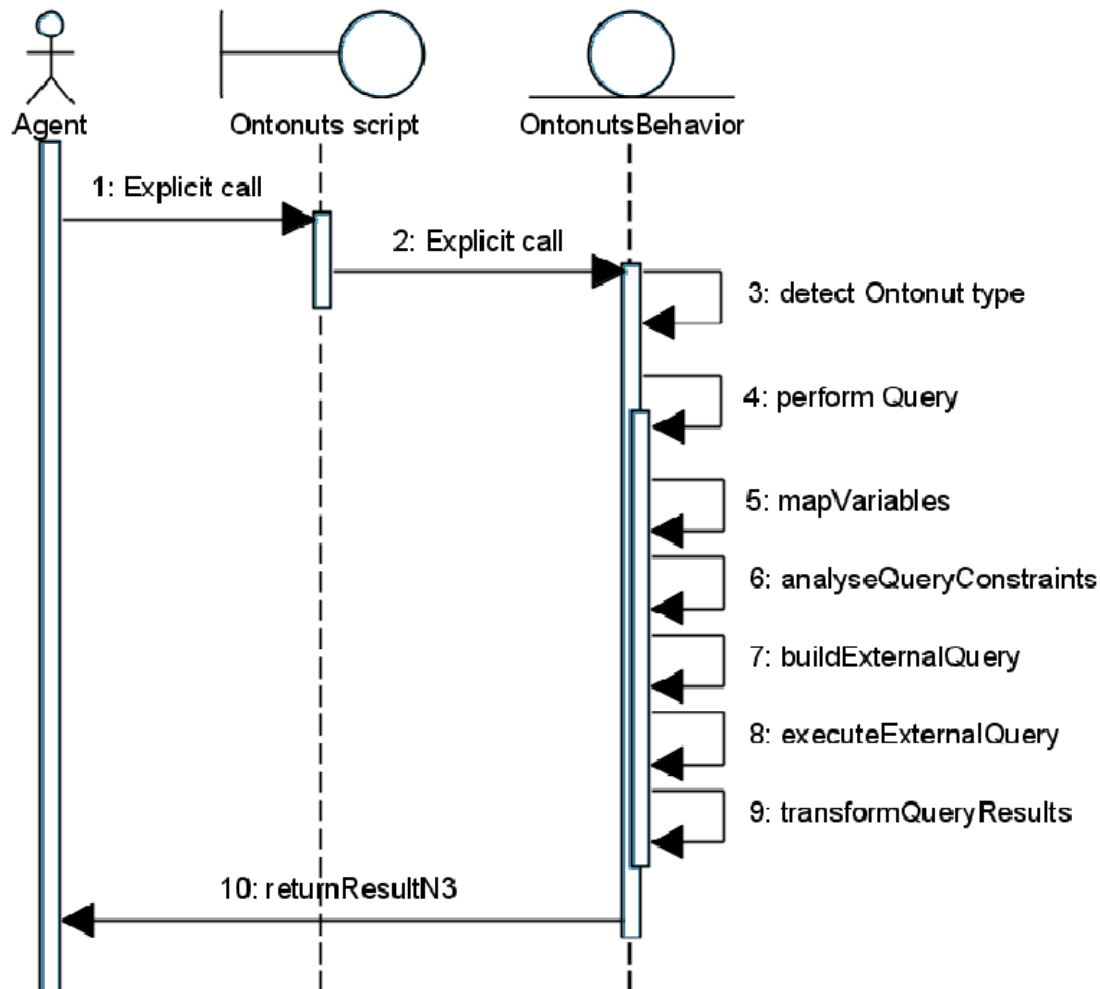 Agent
Ontonuts script
OntonutsBehavior
1: Explicit call
2: Explicit call
3: detect Ontonut type
4: perform Query
5: mapVariables
6: analyseQueryConstraints
7: buildExternalQuery
8: executeExternalQuery
9: transformQueryResults
10: returnResultN3